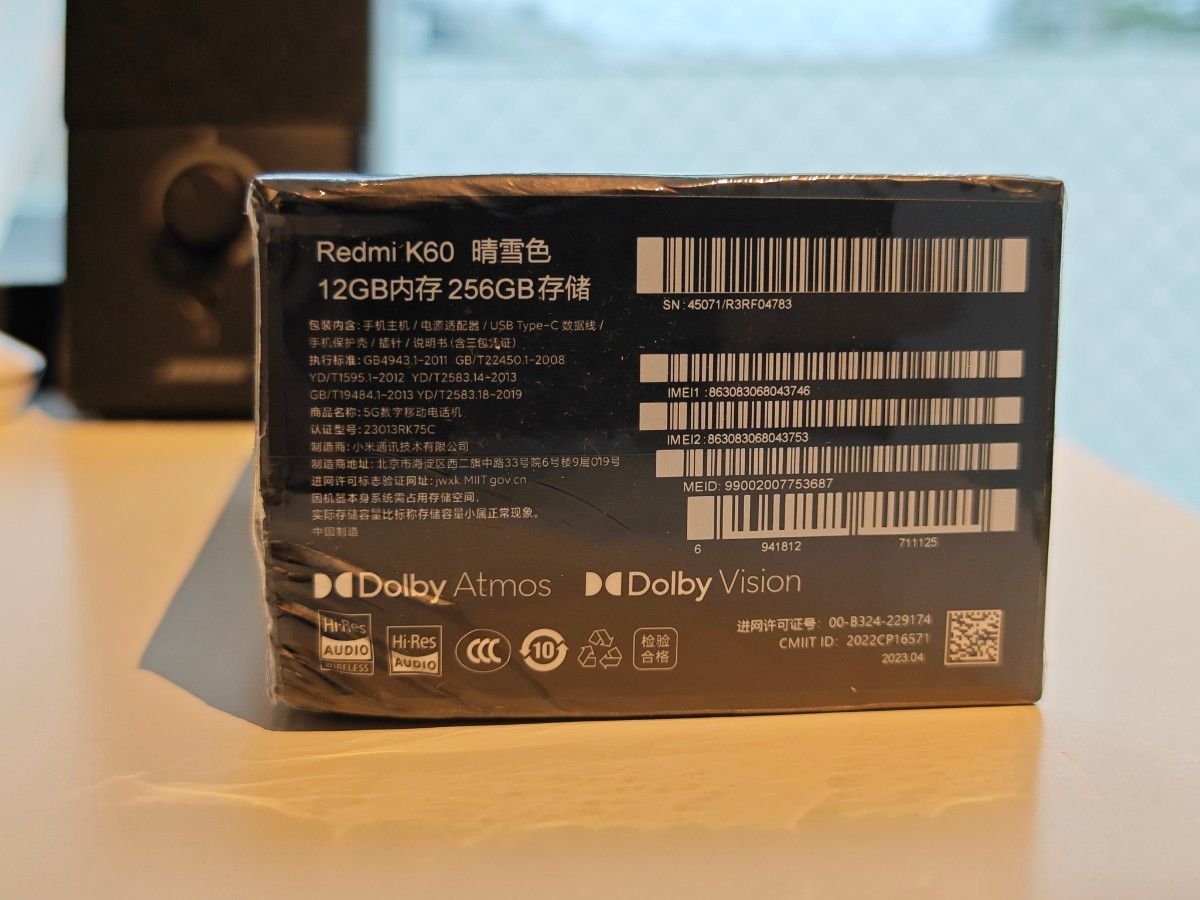 Redmi K60 晴雪色
12GB内存 256GB存储
包装内含: 手机主机 / 电源适配器 / USB Type-C 数据线 /
手机保护壳 / 插针 / 说明书(含三包凭证)
执行标准: GB4943.1-2011 GB/T22450.1-2008
YD/T1595.1-2012 YD/T2583.14-2013
GB/T19484.1-2013 YD/T2583.18-2019
商品名称: 5G数字移动电话机
认证型号: 23013RK75C
制造商: 小米通讯技术有限公司
制造商地址: 北京市海淀区西二旗中路33号院6号楼9层019号
进网许可标志验证网址: jwxk.MIIT.gov.cn
因机器本身系统需占用存储空间,
实际存储容量比标称存储容量小属正常现象。
中国制造
SN: 45071/R3RF04783
IMEI1 :863083068043746
IMEI2 :863083068043753
MEID: 99002007753687
6 941812 711125
Dolby Atmos Dolby Vision
Hi-Res
AUDIO
WIRELESS
Hi-Res
AUDIO
CCC
10
检验
合格
进网许可证号: 00-B324-229174
CMIIT ID: 2022CP16571
2023.04